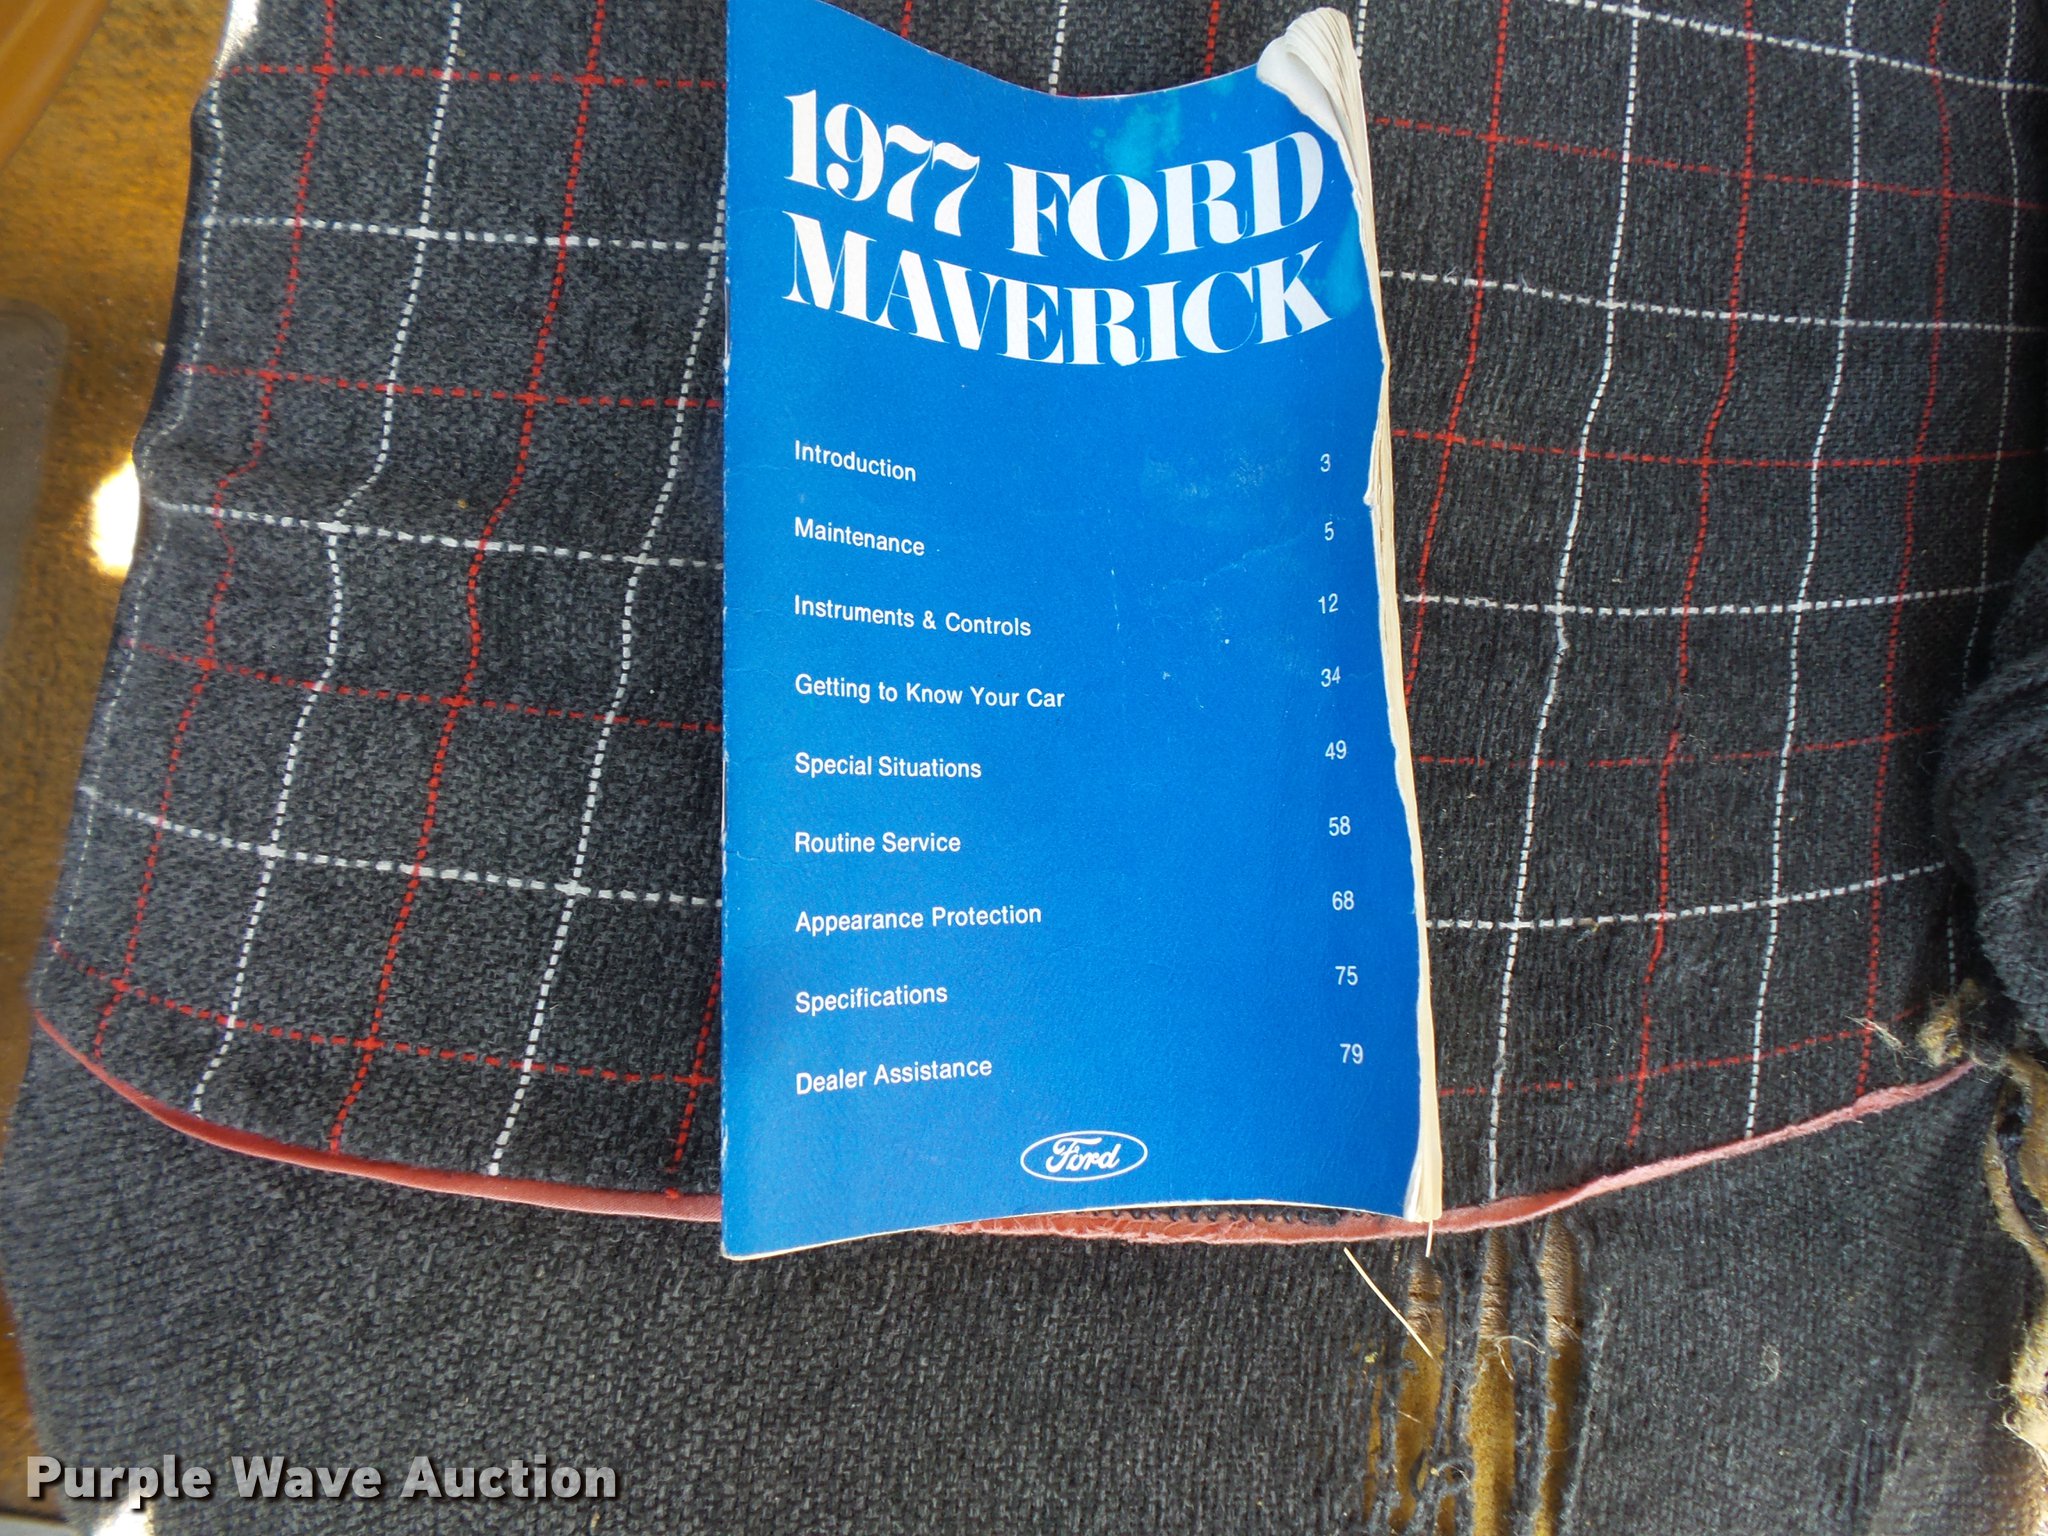 1977 FORD
MAVERICK
Introduction 3
Maintenance 5
Instruments & Controls 12
Getting to Know Your Car 34
Special Situations 49
Routine Service 58
Appearance Protection 68
Specifications 75
Dealer Assistance 79
Ford
Purple Wave Auction